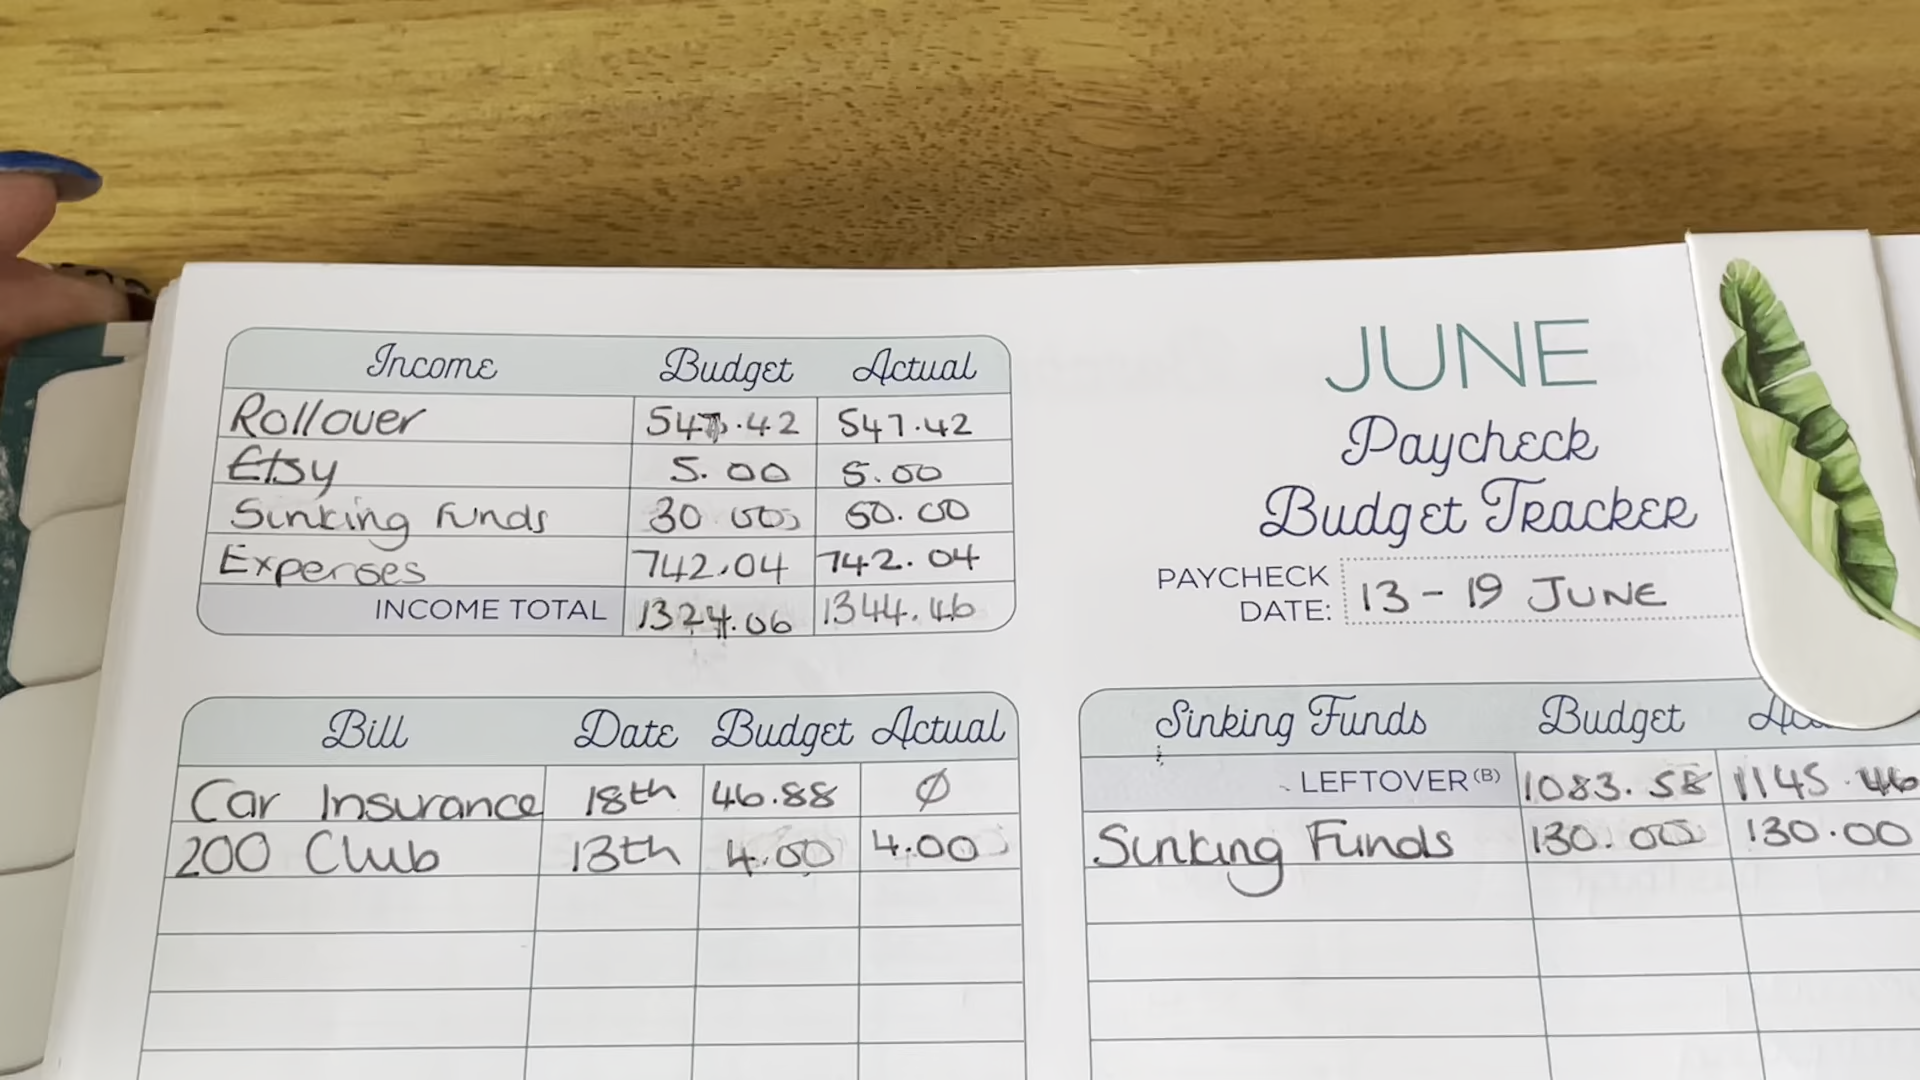 Income Budget Actual
Rollover 547.42 547.42
Etsy 5.00 5.00
Sinking Funds 30.00 50.00
Expenses 742.04 742.04
INCOME TOTAL 1324.06 1344.46
JUNE
Paycheck
Budget Tracker
PAYCHECK
DATE: 13 - 19 JUNE
Bill Date Budget Actual
Car Insurance 18th 46.88 Ø
200 Club 13th 4.00 4.00
Sinking Funds Budget
LEFTOVER (B) 1083.58 1145.46
Sinking Funds 130.00 130.00